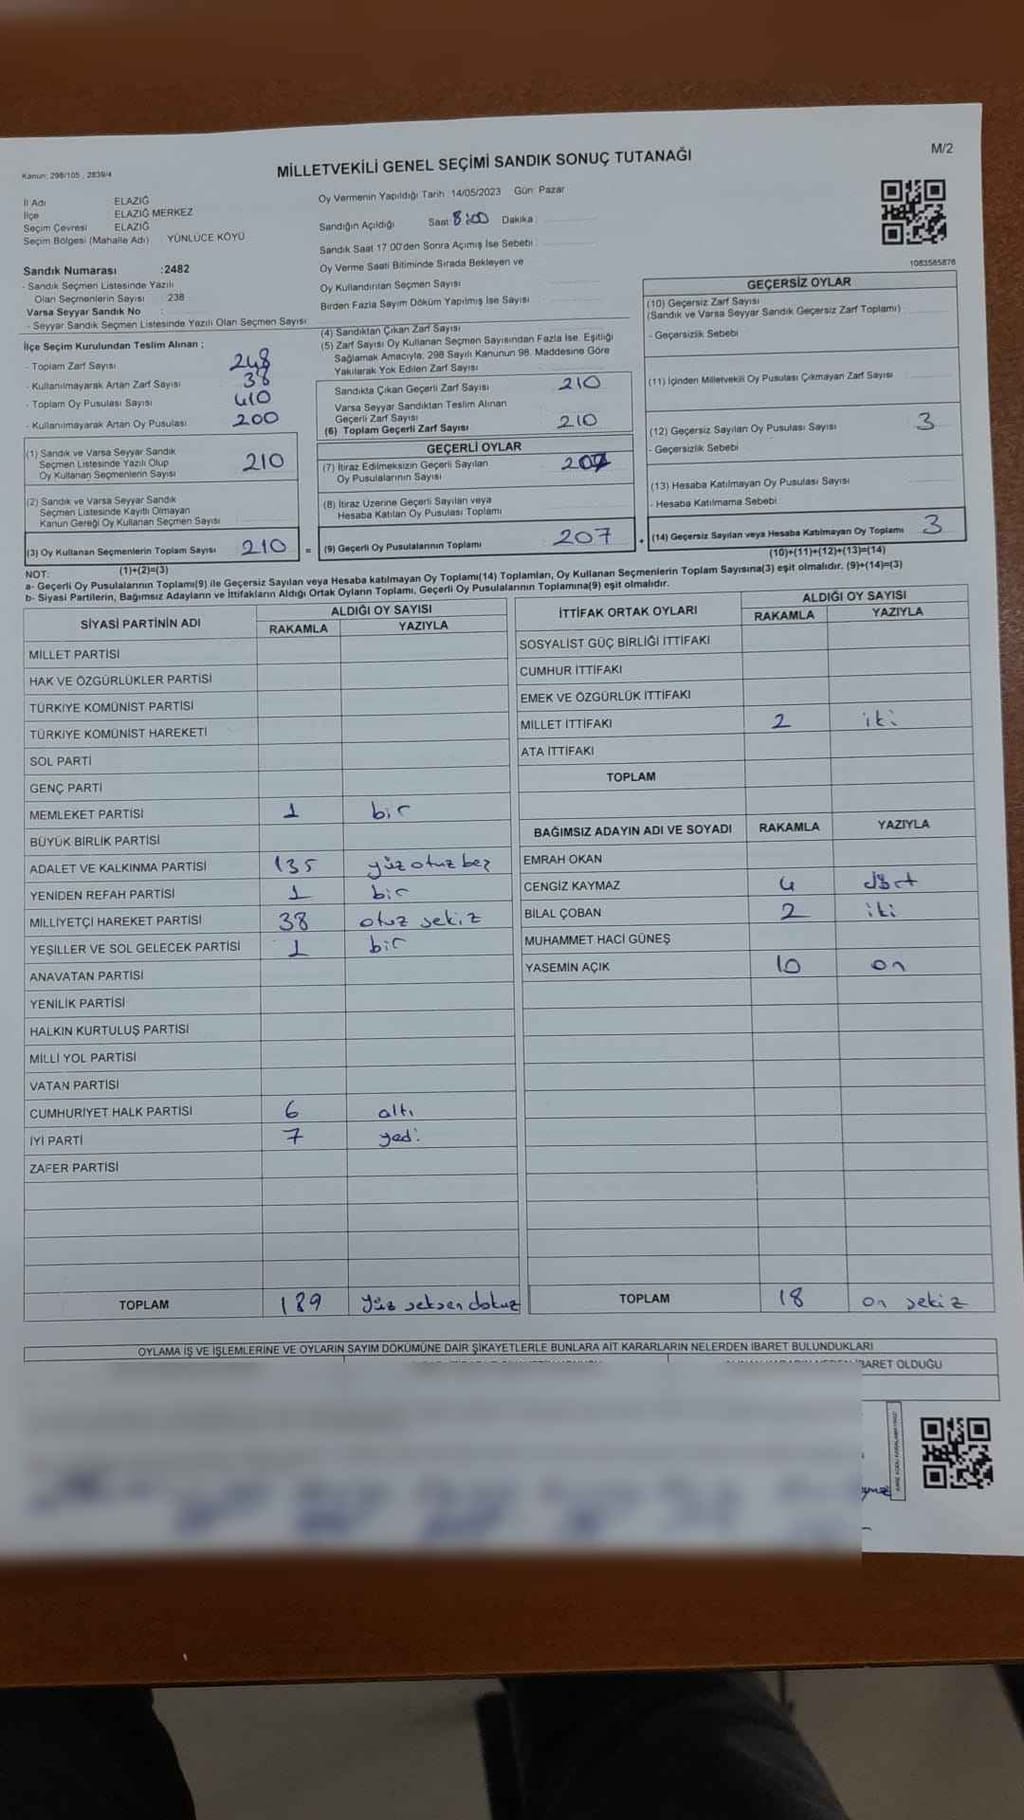 Kanun: 298/105 , 2839/4
MİLLETVEKİLİ GENEL SEÇİMİ SANDIK SONUÇ TUTANAĞI
M/2
İl Adı ELAZIĞ
İlçe ELAZIĞ MERKEZ
Seçim Çevresi ELAZIĞ
Seçim Bölgesi (Mahalle Adı) YÜNLÜCE KÖYÜ
Sandık Numarası :2482
- Sandık Seçmen Listesinde Yazılı
Olan Seçmenlerin Sayısı 238
Varsa Seyyar Sandık No :
- Seyyar Sandık Seçmen Listesinde Yazılı Olan Seçmen Sayısı:
İlçe Seçim Kurulundan Teslim Alınan ;
- Toplam Zarf Sayısı 248
- Kullanılmayarak Artan Zarf Sayısı 38
- Toplam Oy Pusulası Sayısı 410
- Kullanılmayarak Artan Oy Pusulası 200
(1) Sandık ve Varsa Seyyar Sandık
Seçmen Listesinde Yazılı Olup
Oy Kullanan Seçmenlerin Sayısı 210
(2) Sandık ve Varsa Seyyar Sandık
Seçmen Listesinde Kayıtlı Olmayan
Kanun Gereği Oy Kullanan Seçmen Sayısı
(3) Oy Kullanan Seçmenlerin Toplam Sayısı 210 =
(1)+(2)=(3)
Oy Vermenin Yapıldığı Tarih : 14/05/2023 Gün: Pazar
Sandığın Açıldığı Saat 8:00 Dakika :
Sandık Saat 17:00'den Sonra Açımış İse Sebebi :
Oy Verme Saati Bitiminde Sırada Bekleyen ve
Oy Kullandırılan Seçmen Sayısı
Birden Fazla Sayım Döküm Yapılmış İse Sayısı
(4) Sandıktan Çıkan Zarf Sayısı
(5) Zarf Sayısı Oy Kullanan Seçmen Sayısından Fazla İse, Eşitliği
Sağlamak Amacıyla, 298 Sayılı Kanunun 98. Maddesine Göre
Yakılarak Yok Edilen Zarf Sayısı
Sandıkta Çıkan Geçerli Zarf Sayısı 210
Varsa Seyyar Sandıktan Teslim Alınan
Geçerli Zarf Sayısı
(6) Toplam Geçerli Zarf Sayısı 210
GEÇERLİ OYLAR
(7) İtiraz Edilmeksizin Geçerli Sayılan
Oy Pusulalarının Sayısı 207
(8) İtiraz Üzerine Geçerli Sayılan veya
Hesaba Katılan Oy Pusulası Toplamı
(9) Geçerli Oy Pusulalarının Toplamı 207
1083565876
GEÇERSİZ OYLAR
(10) Geçersiz Zarf Sayısı
(Sandık ve Varsa Seyyar Sandık Geçersiz Zarf Toplamı)
- Geçersizlik Sebebi
(11) İçinden Milletvekili Oy Pusulası Çıkmayan Zarf Sayısı
(12) Geçersiz Sayılan Oy Pusulası Sayısı 3
- Geçersizlik Sebebi
(13) Hesaba Katılmayan Oy Pusulası Sayısı
- Hesaba Katılmama Sebebi
(14) Geçersiz Sayılan veya Hesaba Katılmayan Oy Toplamı 3
(10)+(11)+(12)+(13)=(14)
NOT:
a- Geçerli Oy Pusulalarının Toplamı(9) ile Geçersiz Sayılan veya Hesaba katılmayan Oy Toplamı(14) Toplamları, Oy Kullanan Seçmenlerin Toplam Sayısına(3) eşit olmalıdır. (9)+(14)=(3)
b- Siyasi Partilerin, Bağımsız Adayların ve İttifakların Aldığı Ortak Oyların Toplamı, Geçerli Oy Pusulalarının Toplamına(9) eşit olmalıdır.
SİYASİ PARTİNİN ADI ALDIĞI OY SAYISI
RAKAMLA YAZIYLA
MİLLET PARTİSİ
HAK VE ÖZGÜRLÜKLER PARTİSİ
TÜRKİYE KOMÜNİST PARTİSİ
TÜRKİYE KOMÜNİST HAREKETİ
SOL PARTİ
GENÇ PARTİ
MEMLEKET PARTİSİ 1 bir
BÜYÜK BİRLİK PARTİSİ
ADALET VE KALKINMA PARTİSİ 135 yüz otuz beş
YENİDEN REFAH PARTİSİ 1 bir
MİLLİYETÇİ HAREKET PARTİSİ 38 otuz sekiz
YEŞİLLER VE SOL GELECEK PARTİSİ 1 bir
ANAVATAN PARTİSİ
YENİLİK PARTİSİ
HALKIN KURTULUŞ PARTİSİ
MİLLİ YOL PARTİSİ
VATAN PARTİSİ
CUMHURİYET HALK PARTİSİ 6 altı
İYİ PARTİ 7 yedi
ZAFER PARTİSİ
TOPLAM 189 yüz seksen dokuz
İTTİFAK ORTAK OYLARI ALDIĞI OY SAYISI
RAKAMLA YAZIYLA
SOSYALİST GÜÇ BİRLİĞİ İTTİFAKI
CUMHUR İTTİFAKI
EMEK VE ÖZGÜRLÜK İTTİFAKI
MİLLET İTTİFAKI 2 iki
ATA İTTİFAKI
TOPLAM
BAĞIMSIZ ADAYIN ADI VE SOYADI RAKAMLA YAZIYLA
EMRAH OKAN
CENGİZ KAYMAZ 4 dört
BİLAL ÇOBAN 2 iki
MUHAMMET HACİ GÜNEŞ
YASEMİN AÇIK 10 on
TOPLAM 18 on sekiz
OYLAMA İŞ VE İŞLEMLERİNE VE OYLARIN SAYIM DÖKÜMÜNE DAİR ŞİKAYETLERLE BUNLARA AİT KARARLARIN NELERDEN İBARET BULUNDUKLARI
İBARET OLDUĞU